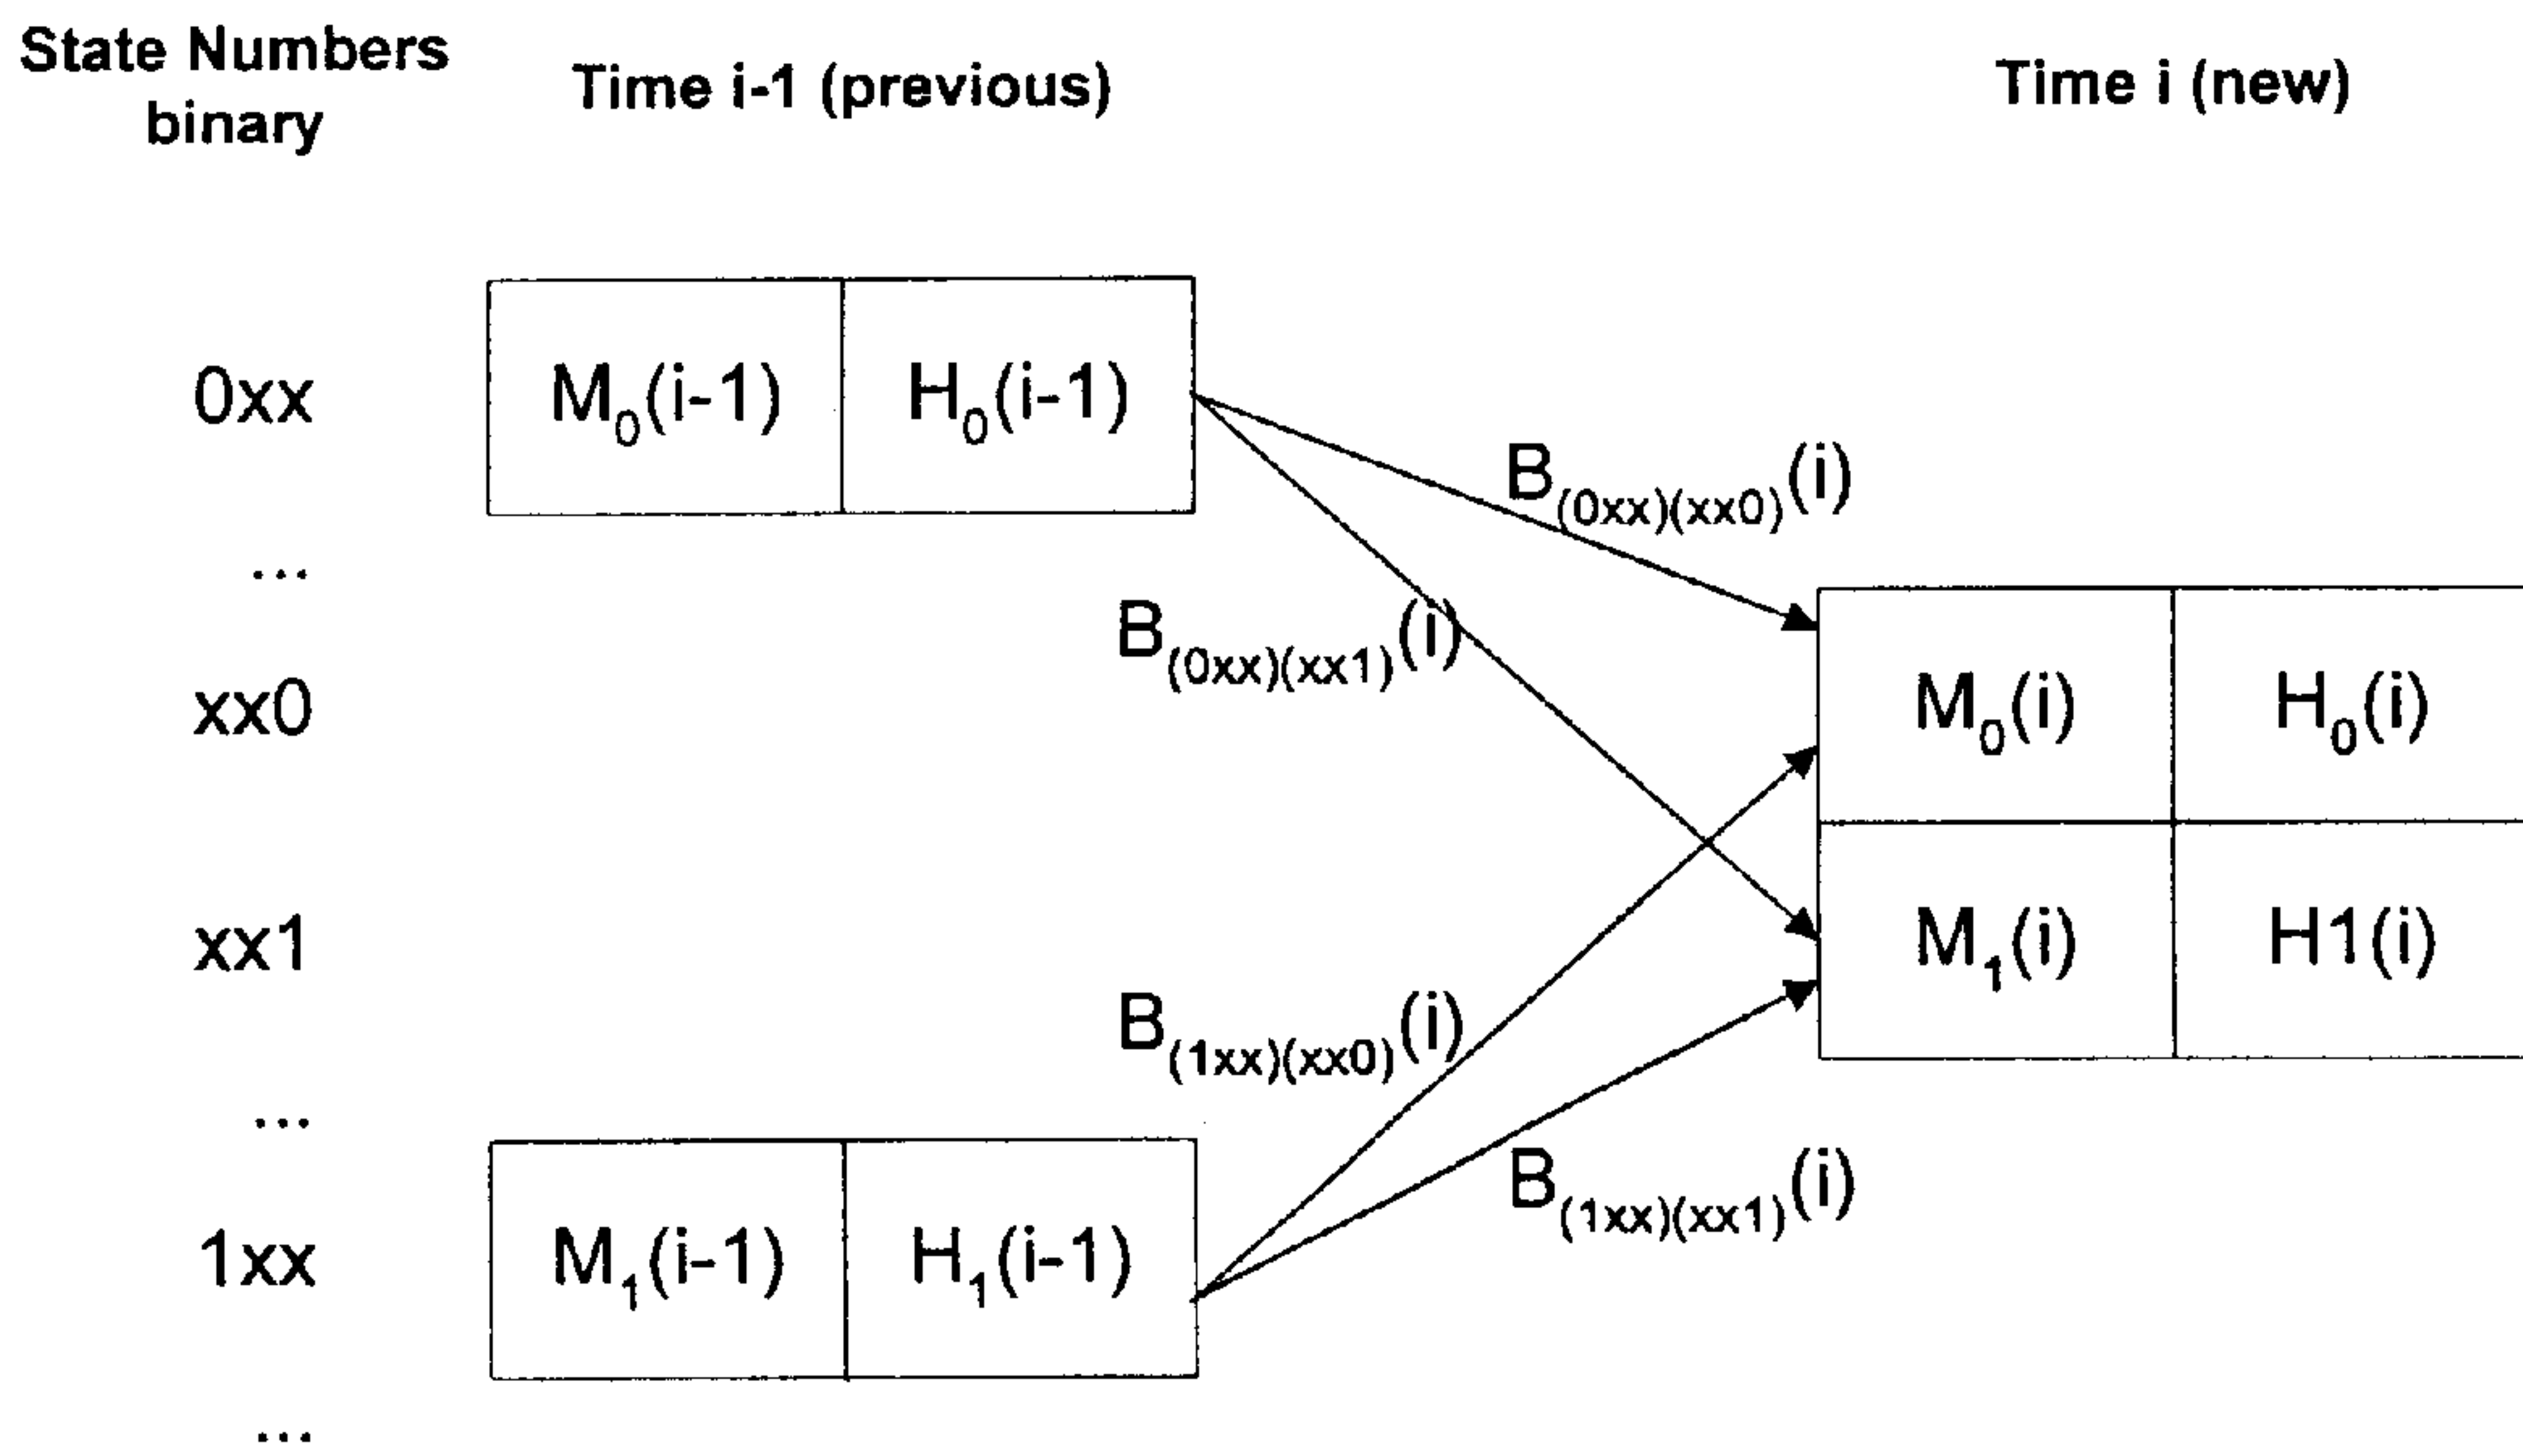 State Numbers
binary
Time i-1 (previous)
Time i (new)
0xx
M₀(i-1)
H₀(i-1)
B₍₀ₓₓ₎₍ₓₓ₀₎(i)
...
B₍₀ₓₓ₎₍ₓₓ₁₎(i)
xx0
M₀(i)
H₀(i)
xx1
M₁(i)
H1(i)
B₍₁ₓₓ₎₍ₓₓ₀₎(i)
...
B₍₁ₓₓ₎₍ₓₓ₁₎(i)
1xx
M₁(i-1)
H₁(i-1)
...